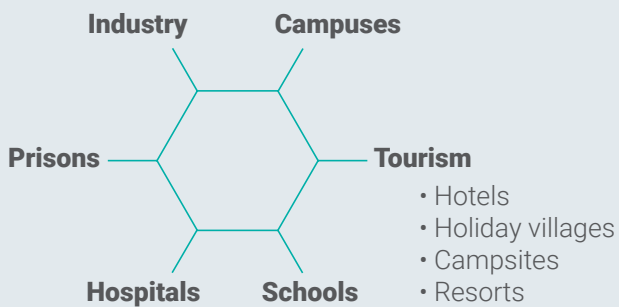 Industry
Campuses
Prisons
Tourism
• Hotels
• Holiday villages
• Campsites
• Resorts
Hospitals
Schools